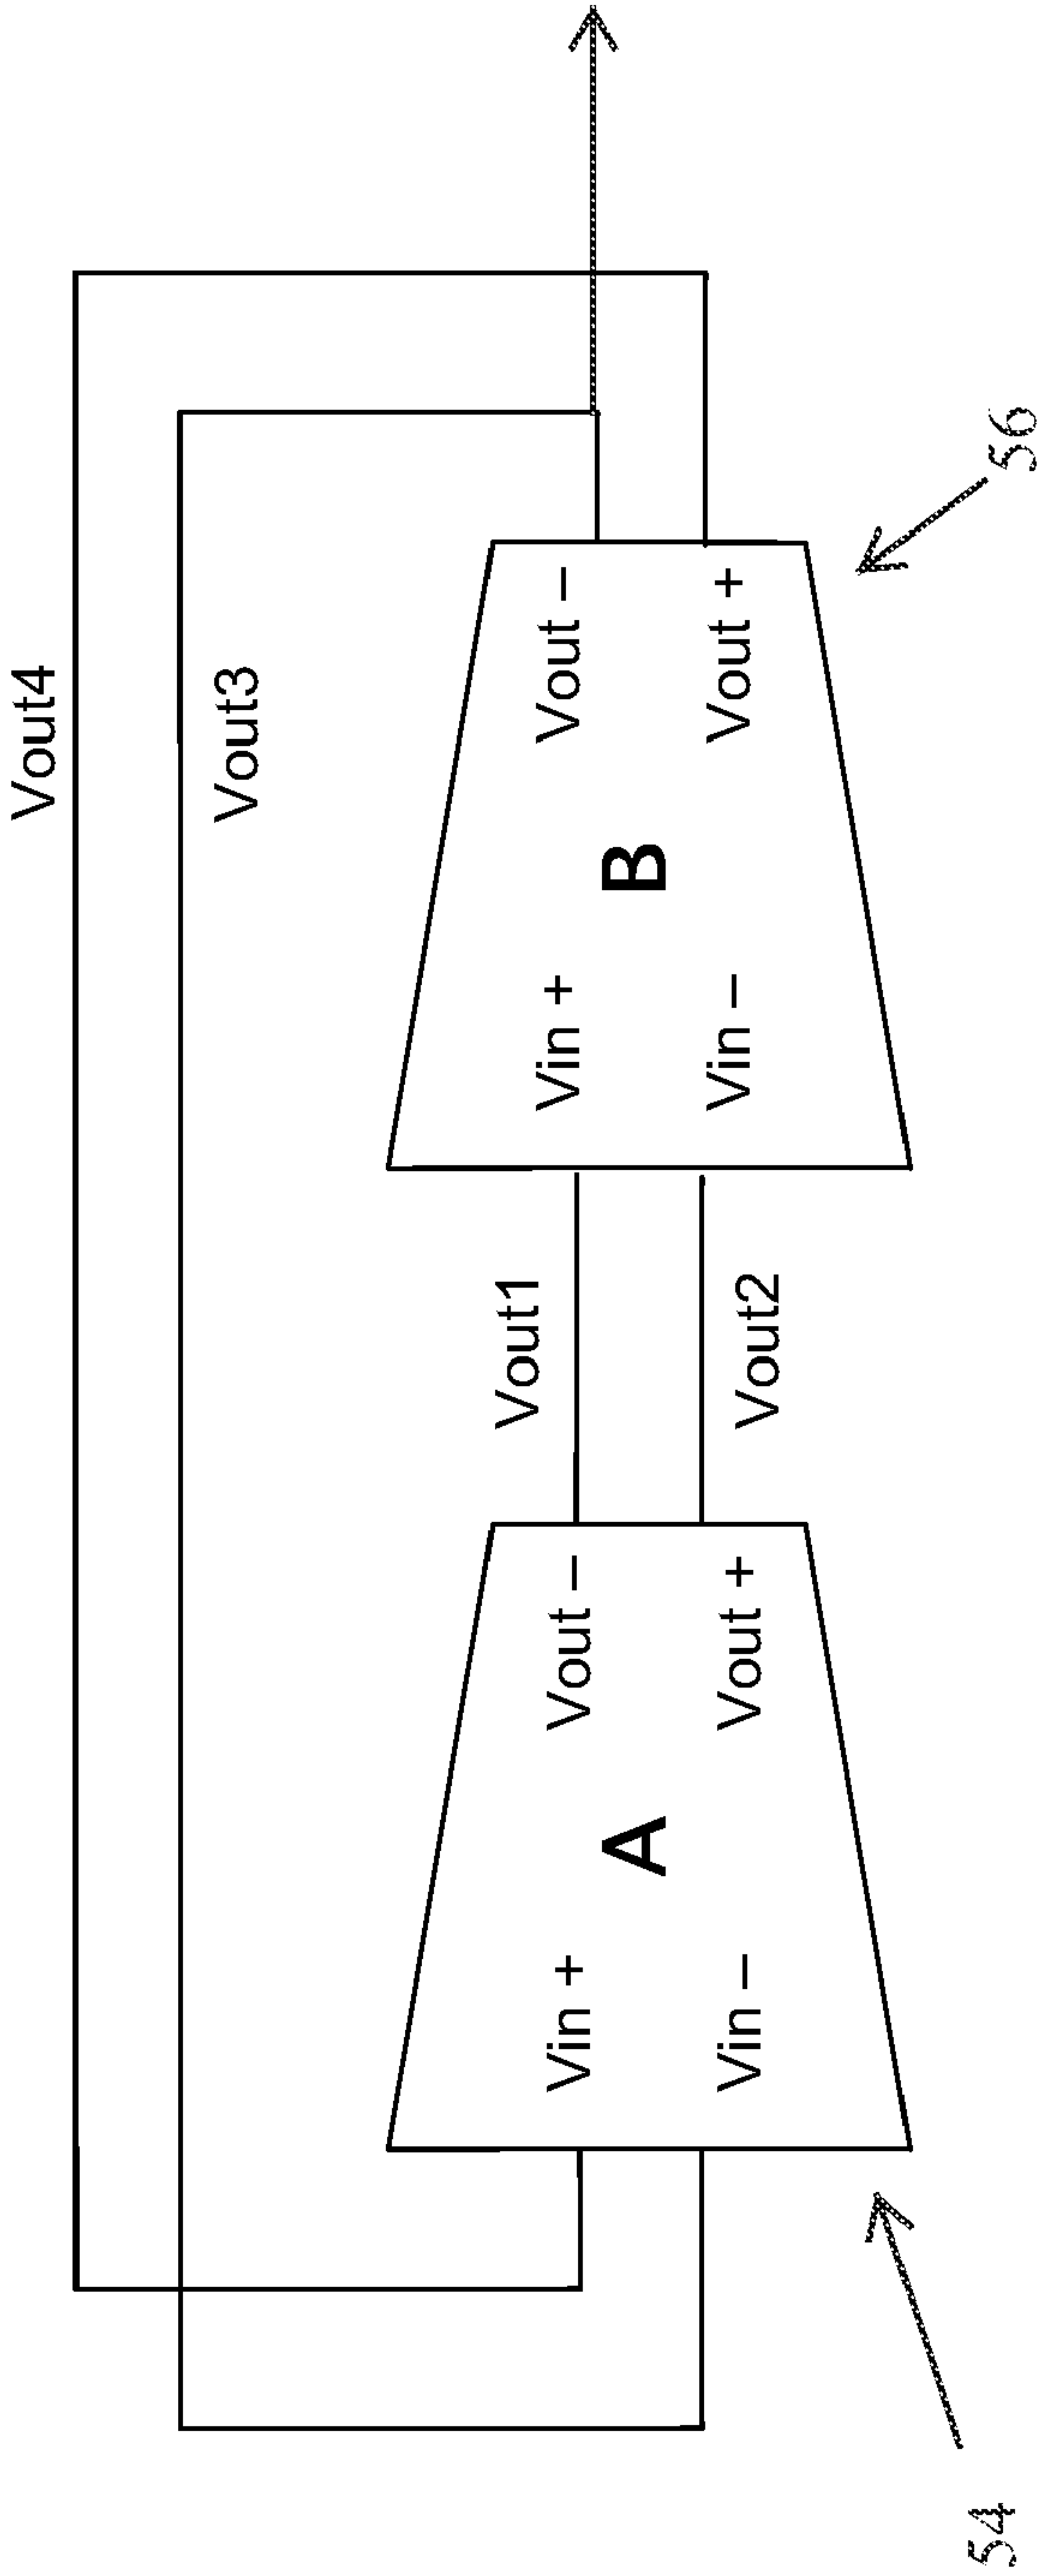 Vout4
Vout3
Vout1
Vout2
Vin +
Vout –
A
Vin –
Vout +
Vin +
Vout –
B
Vin –
Vout +
54
56